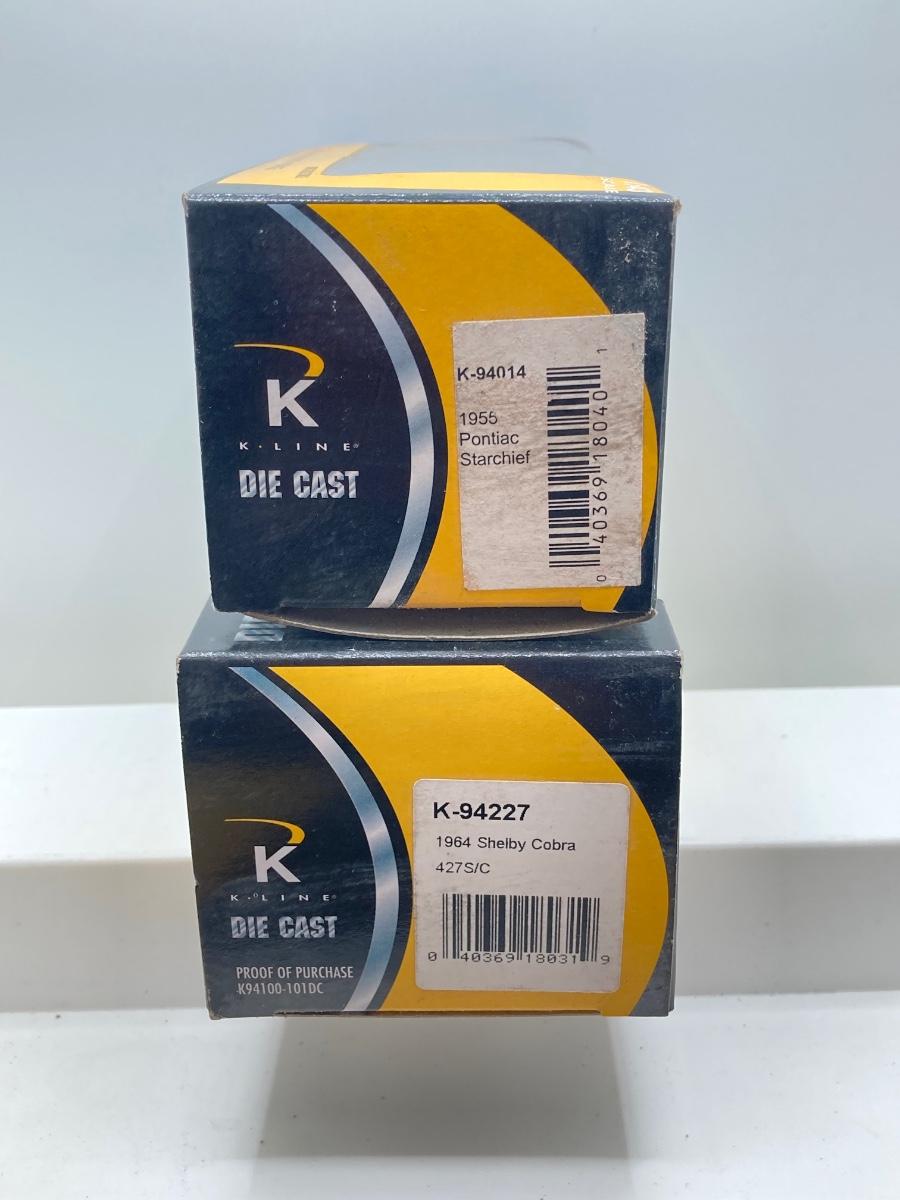 K
K·LINE®
DIE CAST
K-94014
1955
Pontiac
Starchief
0 40369 18040 1
K
K·LINE®
DIE CAST
PROOF OF PURCHASE
K94100-101DC
K-94227
1964 Shelby Cobra
427S/C
0 40369 18031 9